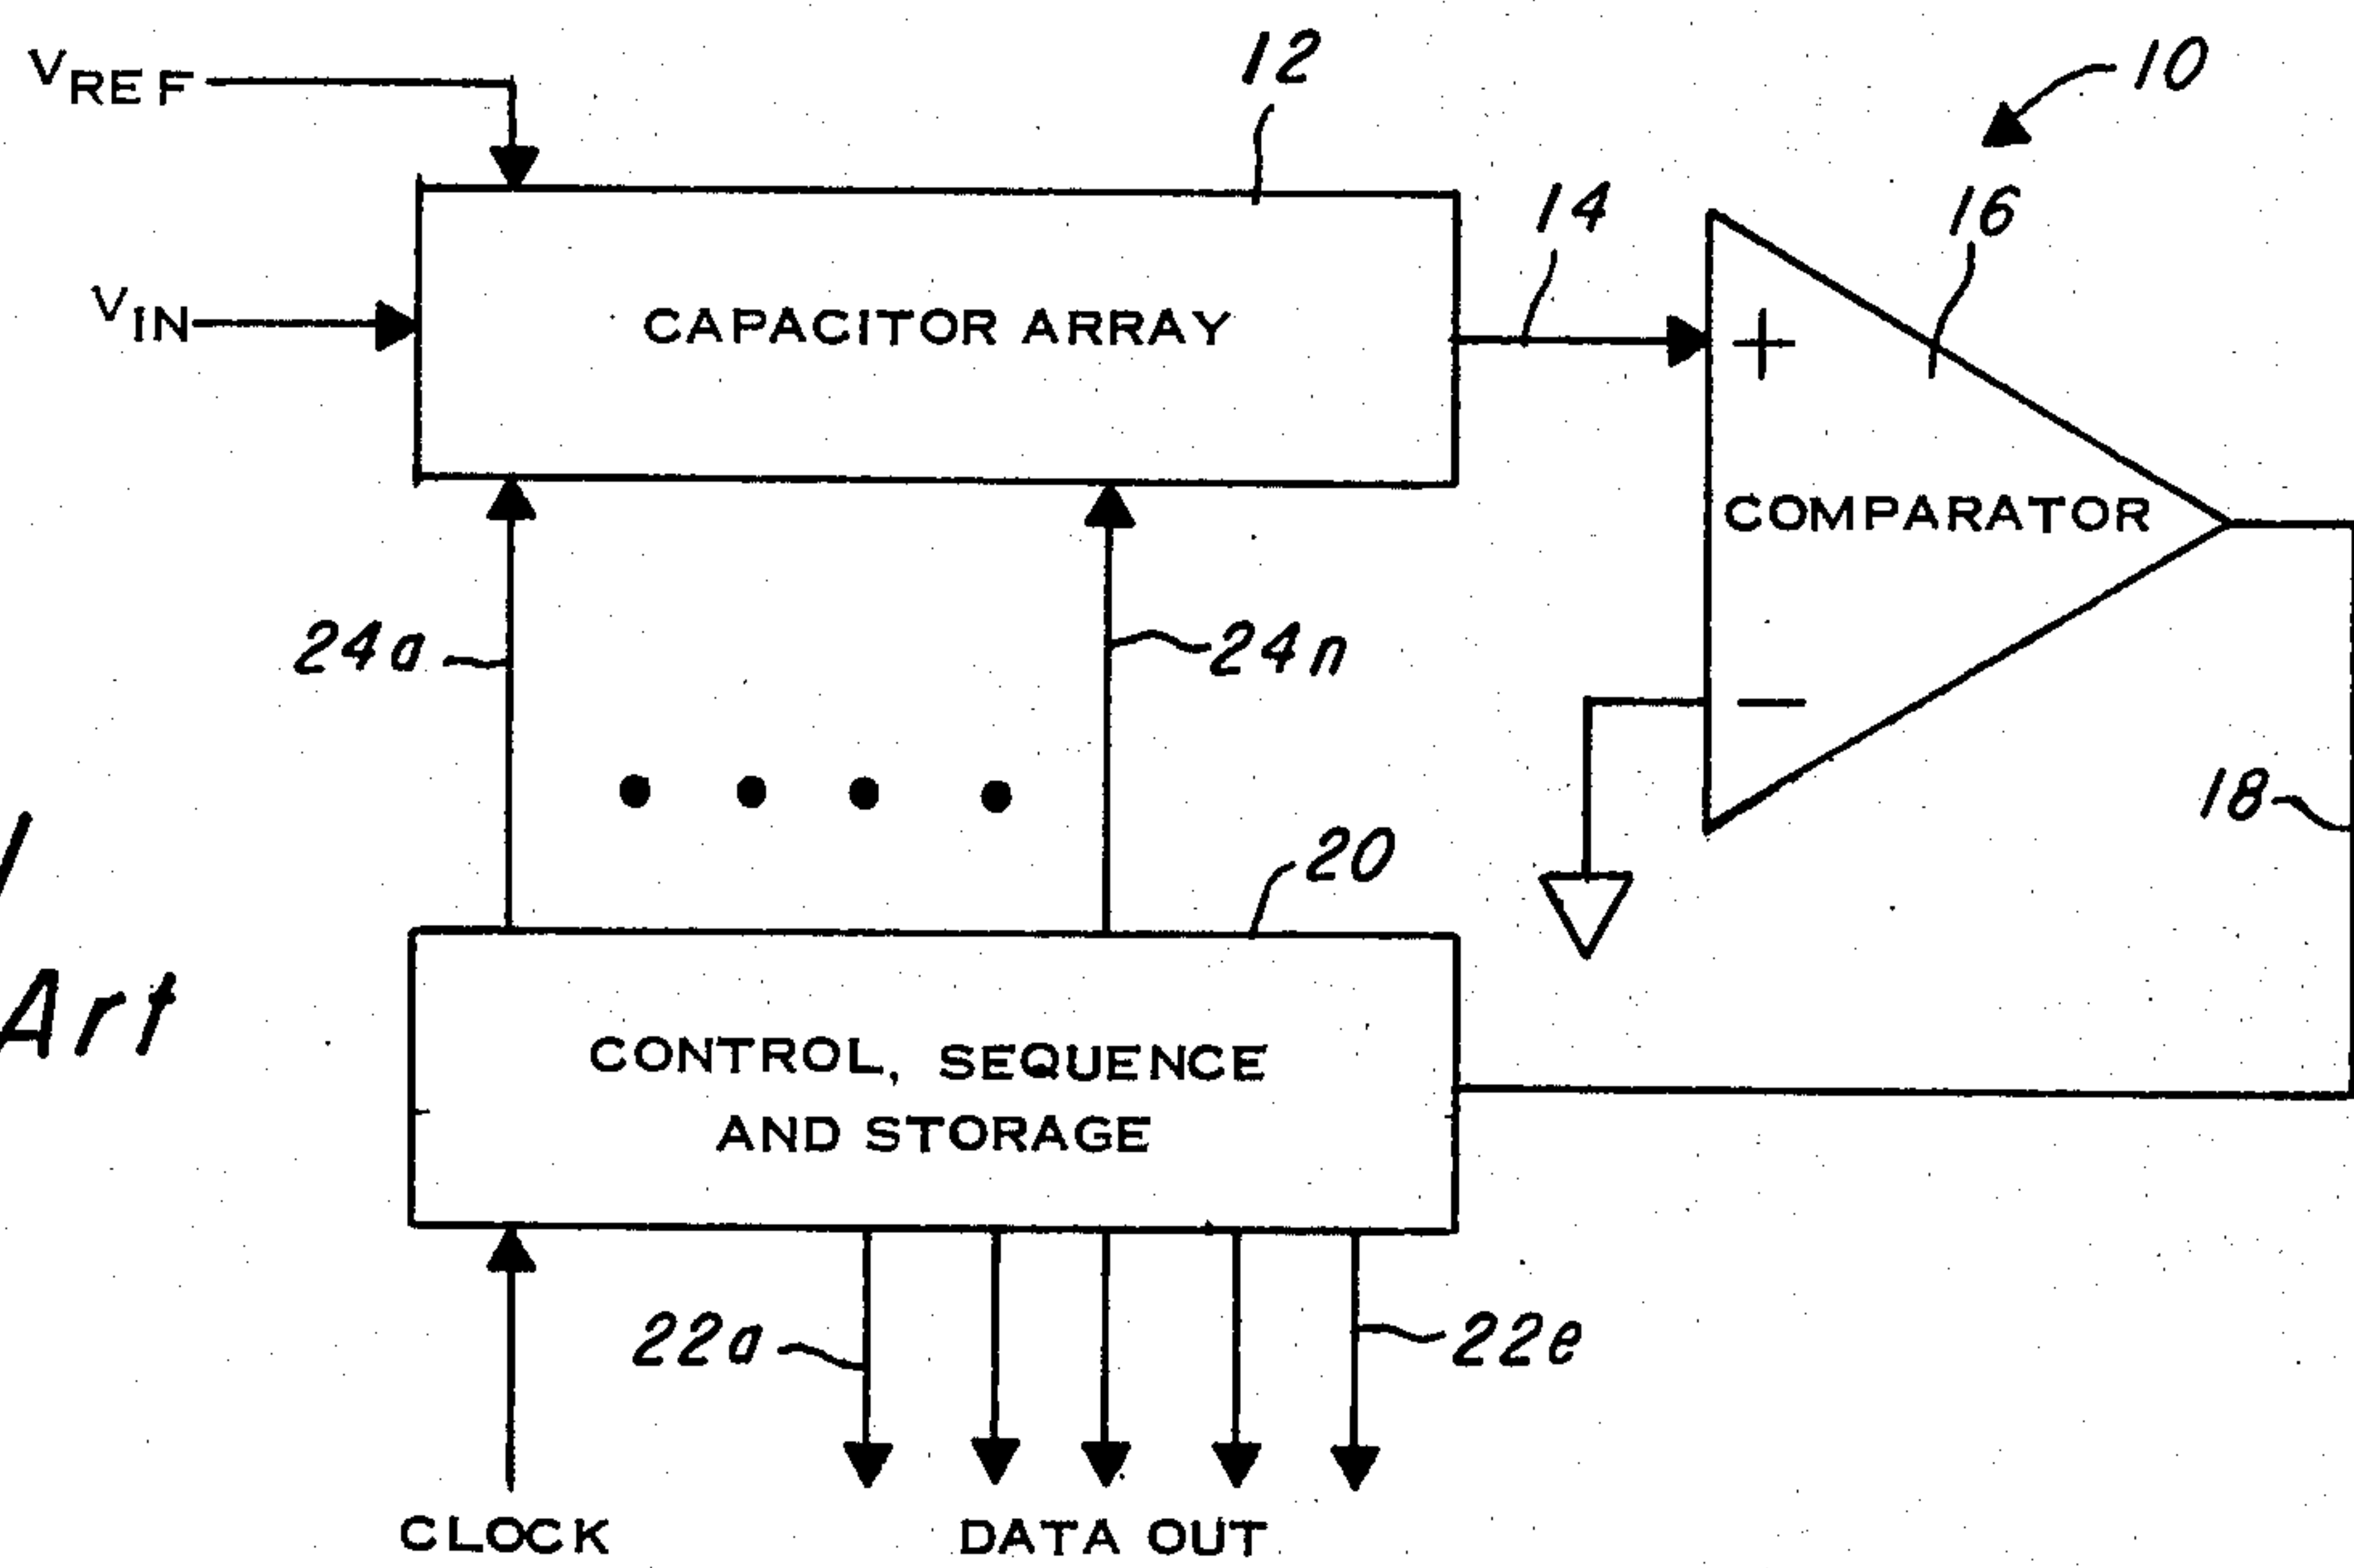 VREF
12
10
14
16
VIN
CAPACITOR ARRAY
+
COMPARATOR
24a
24n
−
18
20
Art
CONTROL, SEQUENCE
AND STORAGE
22a
22e
CLOCK
DATA OUT